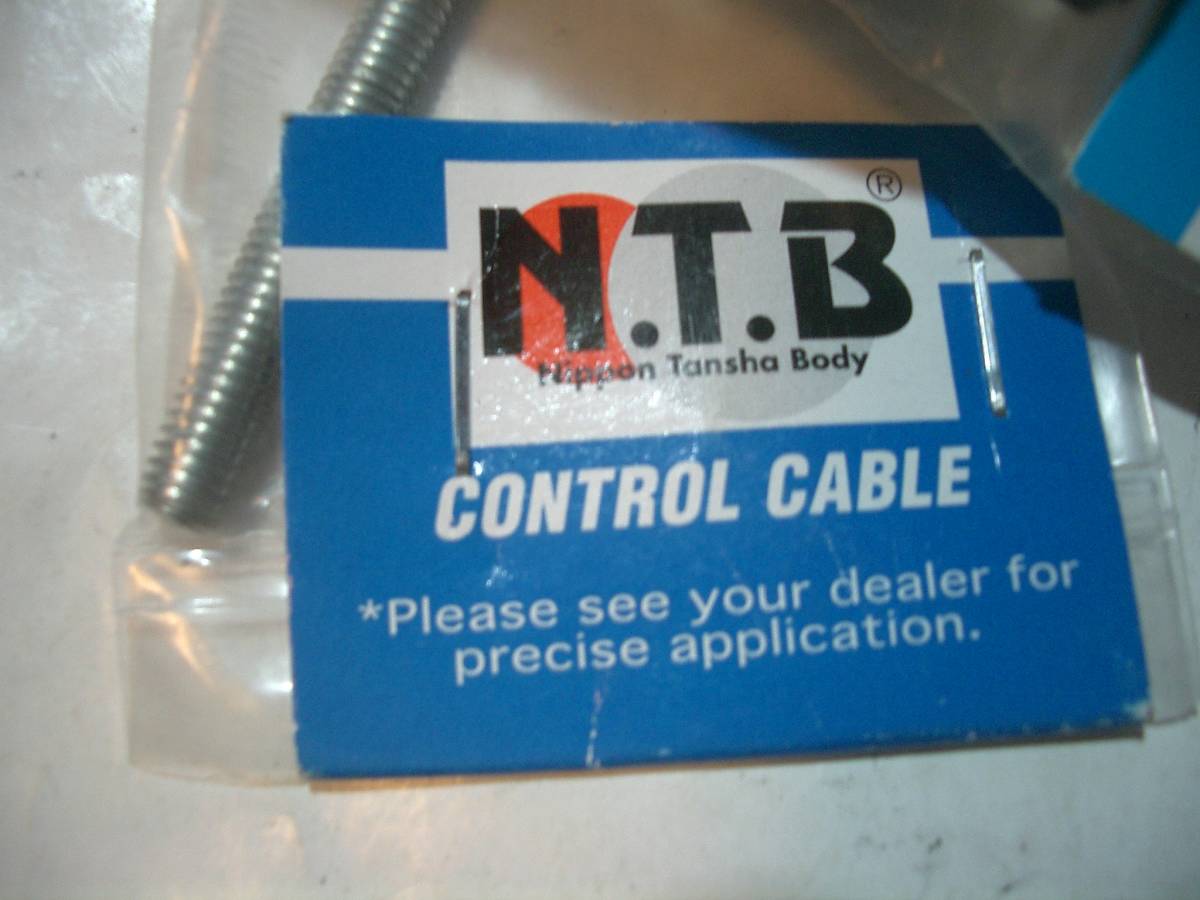 N.T.B ®
Nippon Tansha Body
CONTROL CABLE
*Please see your dealer for
precise application.